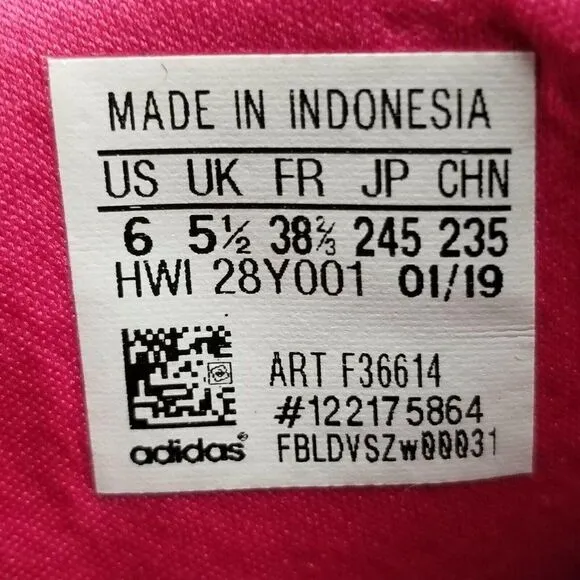 MADE IN INDONESIA
US UK FR JP CHN
6 5½ 38⅔ 245 235
HWI 28Y001 01/19
ART F36614
#122175864
adidas® FBLDVSZw00031